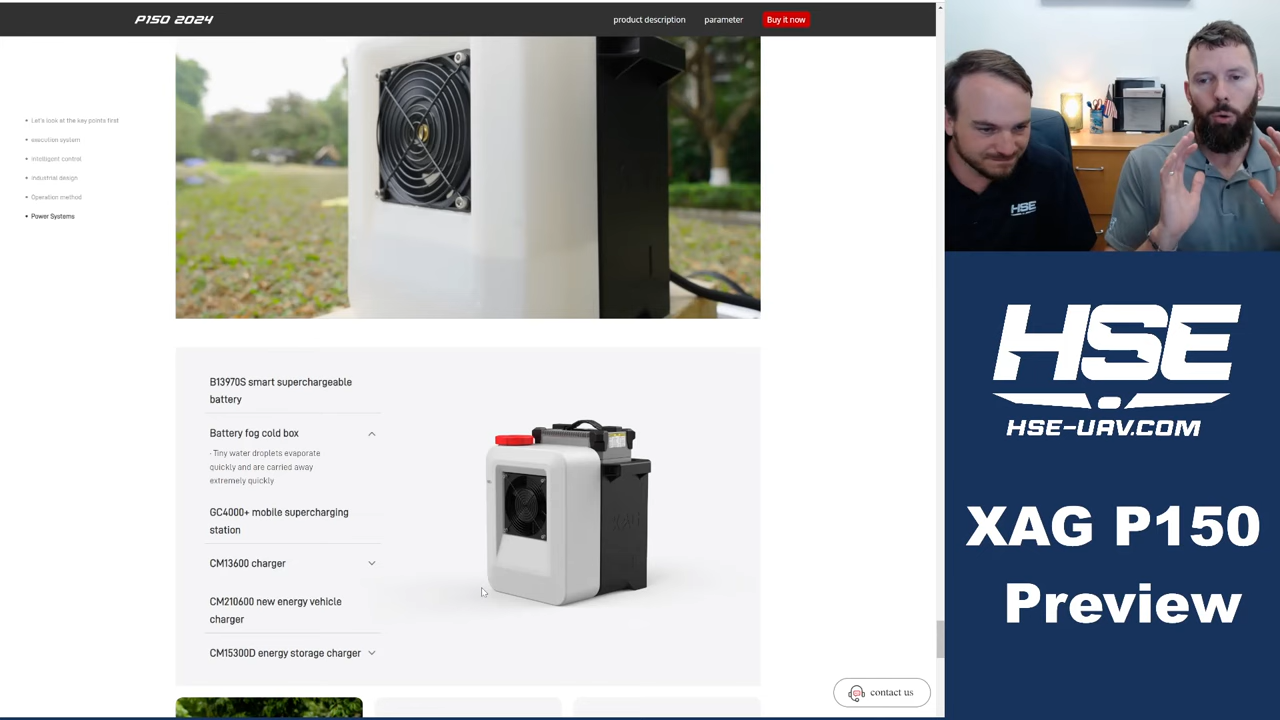 P150 2024
product description
parameter
Buy it now
Let's look at the key points first
execution system
Intelligent control
Industrial design
Operation method
Power Systems
B13970S smart superchargeable
battery
Battery fog cold box
· Tiny water droplets evaporate
quickly and are carried away
extremely quickly
GC4000+ mobile supercharging
station
CM13600 charger
CM210600 new energy vehicle
charger
CM15300D energy storage charger
contact us
HSE
HSE
HSE-UAV.COM
XAG P150
Preview